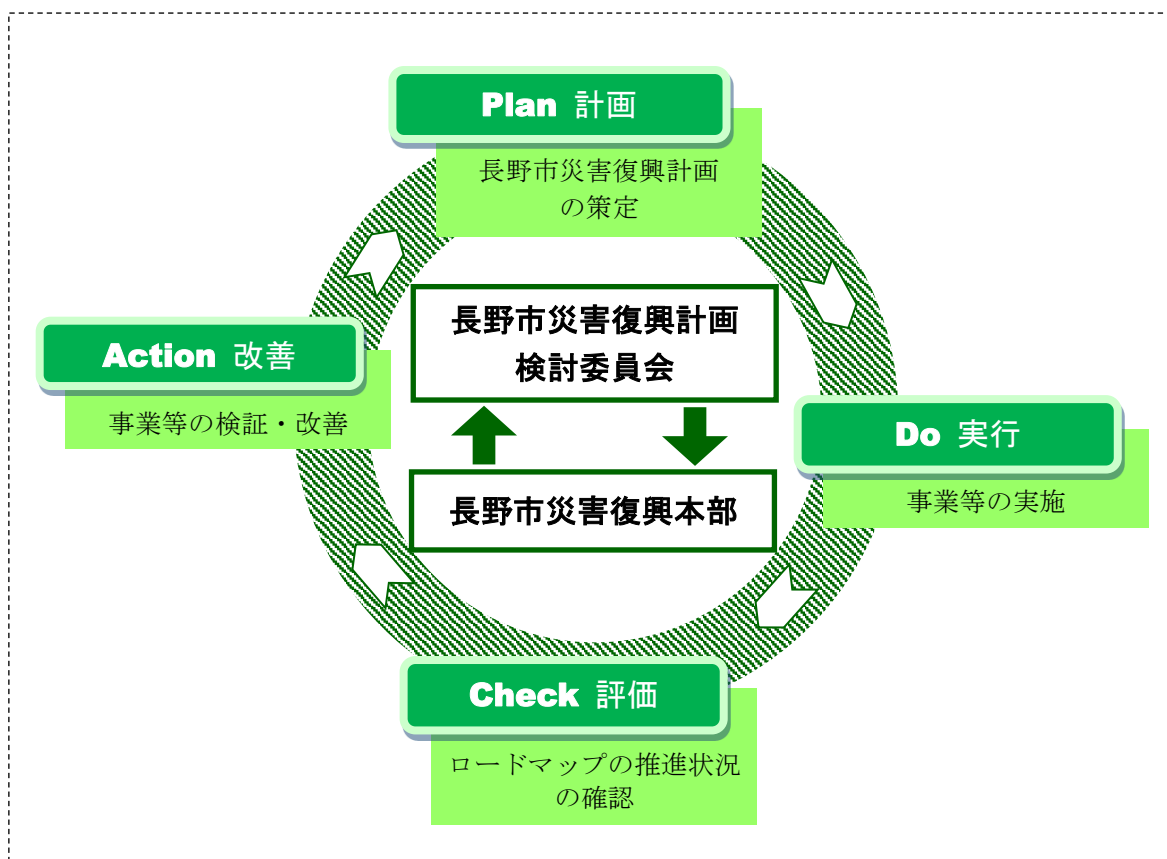 Plan 計画
長野市災害復興計画
の策定
長野市災害復興計画
検討委員会
長野市災害復興本部
Action 改善
事業等の検証・改善
Do 実行
事業等の実施
Check 評価
ロードマップの推進状況
の確認